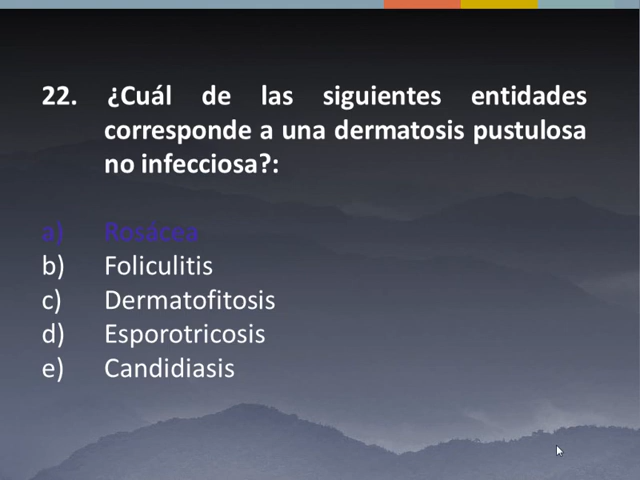 22. ¿Cuál de las siguientes entidades
corresponde a una dermatosis pustulosa
no infecciosa?:
a) Rosácea
b) Foliculitis
c) Dermatofitosis
d) Esporotricosis
e) Candidiasis